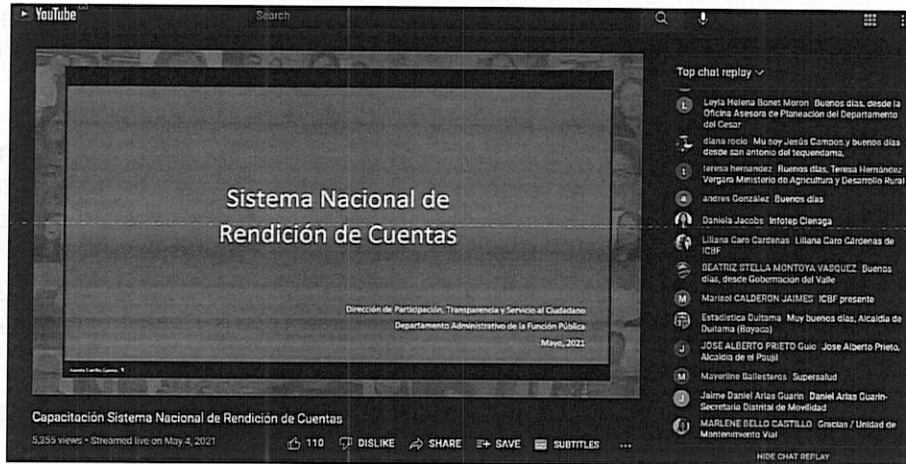 YouTube
Search
Sistema Nacional de
Rendición de Cuentas
Dirección de Participación, Transparencia y Servicio al Ciudadano
Departamento Administrativo de la Función Pública
Mayo, 2021
Capacitación Sistema Nacional de Rendición de Cuentas
5,355 views • Streamed live on May 4, 2021
110
DISLIKE
SHARE
SAVE
SUBTITLES
Top chat replay
L Leyla Helena Bonet Moron Buenos días, desde la
Oficina Asesora de Planeación del Departamento
del Cesar
diana rocio Mu soy Jesús Campos,y buenos días
desde san antonio del tequendama,
t teresa hernandez Buenos días, Teresa Hernández
Vergara Ministerio de Agricultura y Desarrollo Rural
a andres González Buenos días
Daniela Jacobs Infotep Cienaga
Liliana Caro Cardenas Liliana Caro Cárdenas de
ICBF
BEATRIZ STELLA MONTOYA VASQUEZ Buenos
días, desde Gobernacion del Valle
M Marisol CALDERON JAIMES ICBF presente
Estadistica Duitama Muy buenos días, Alcaldía de
Duitama (Boyaca)
J JOSE ALBERTO PRIETO Guio Jose Alberto Prieto,
Alcaldia de el Paujil
M Mayerline Ballesteros Supersalud
J Jaime Daniel Arias Guarin Daniel Arias Guarin-
Secretaria Distrital de Movilidad
MARLENE BELLO CASTILLO Gracias / Unidad de
Mantenimiento Vial
HIDE CHAT REPLAY